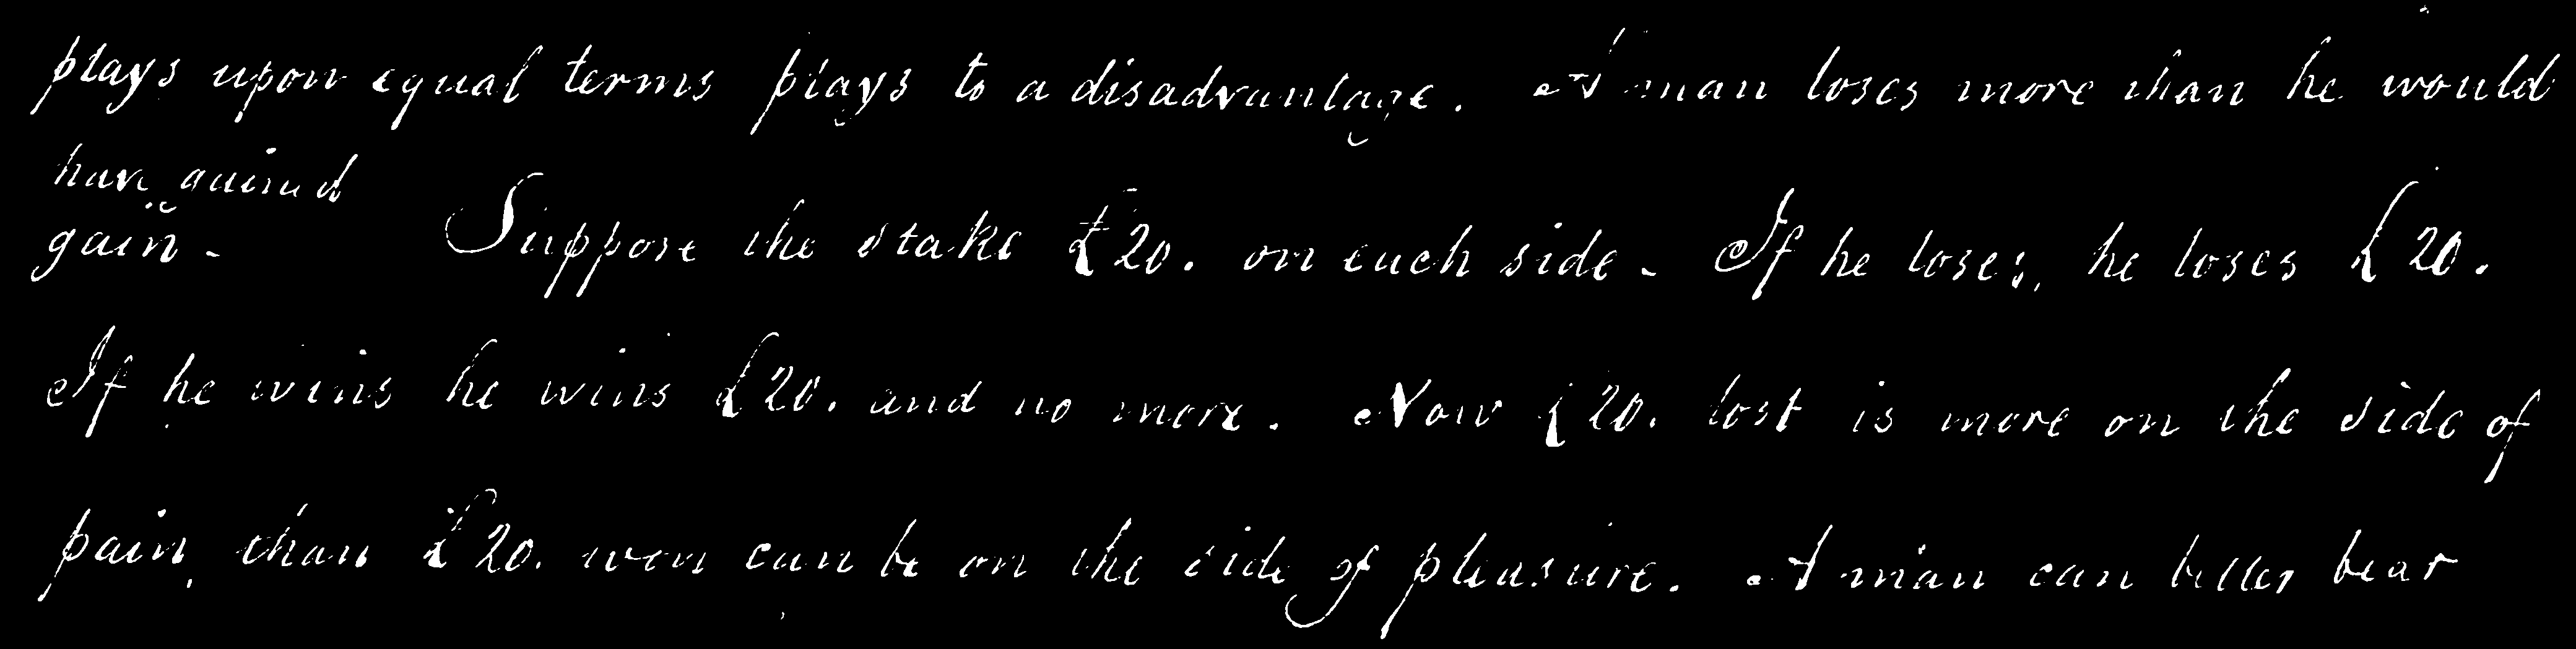 plays upon equal terms plays to a disadvantage. A man loses more than he would
have gained
gain - Suppose the stake £20. on each side - If he loses, he loses £20.
If he wins he wins £20. and no more. Now £20. lost is more on the side of
pain, than £20. won can be on the side of pleasure. A man can better bear